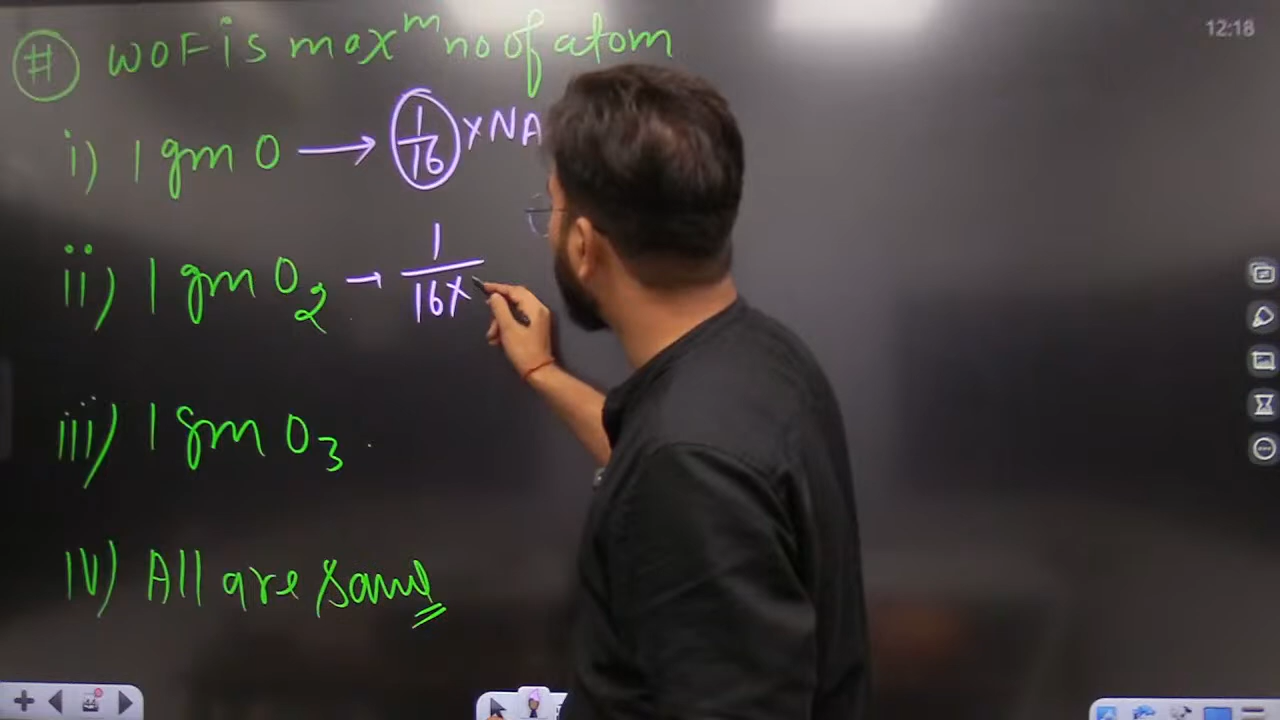 12:18
# WOF is max^m no of atom
i) 1 gm O → 1/16 × NA
ii) 1 gm O₂ → 1/16×
iii) 1 gm O₃
IV) All are same